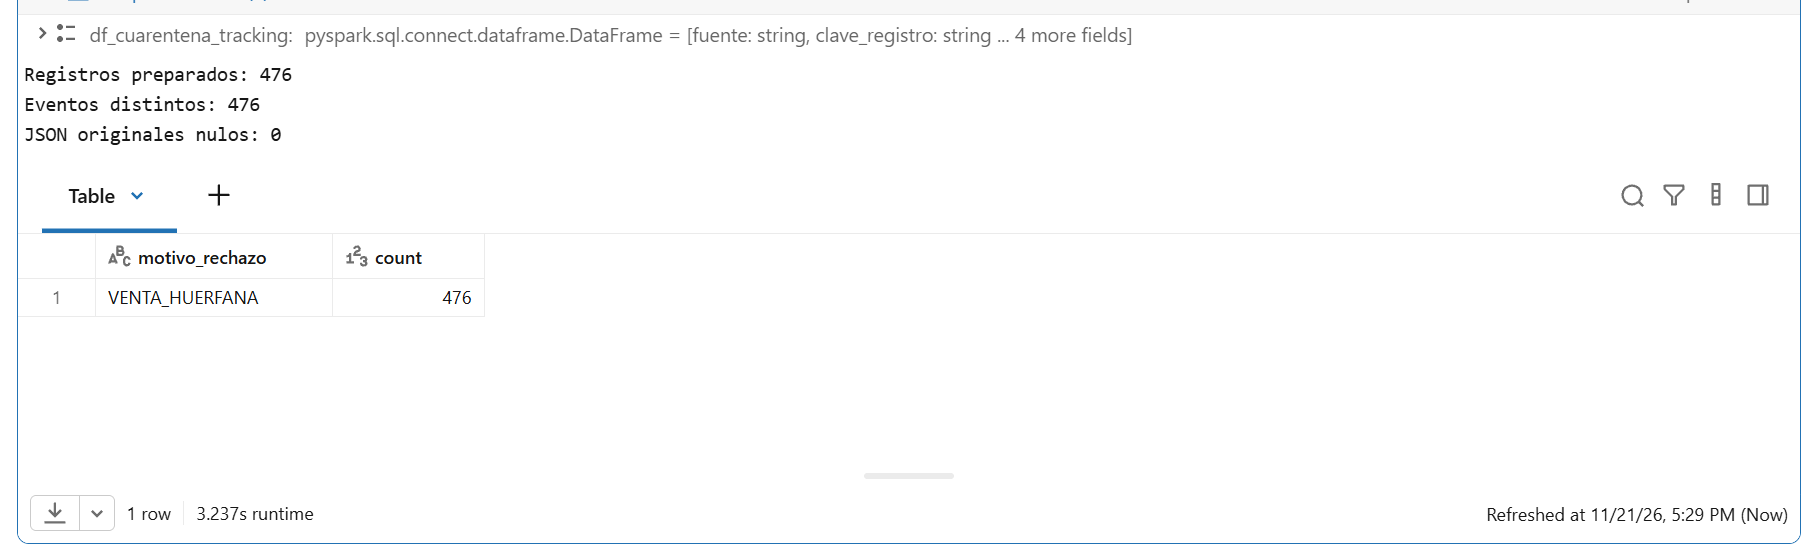 df_cuarentena_tracking: pyspark.sql.connect.dataframe.DataFrame = [fuente: string, clave_registro: string ... 4 more fields]
Registros preparados: 476
Eventos distintos: 476
JSON originales nulos: 0
Table
motivo_rechazo count
1 VENTA_HUERFANA 476
1 row 3.237s runtime
Refreshed at 11/21/26, 5:29 PM (Now)